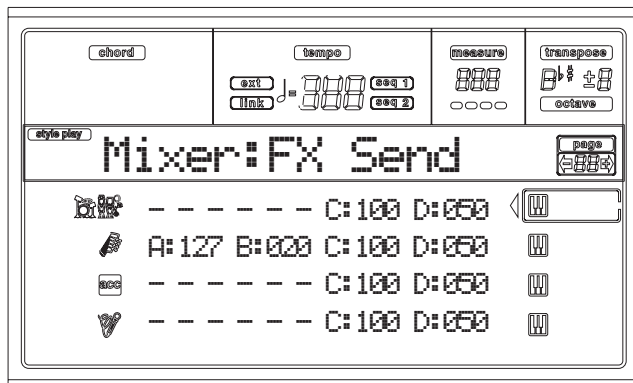 chord tempo measure transpose
ext seq 1
link seq 2
octave
style play
Mixer:FX Send
page
- - - - - - C:100 D:050
A:127 B:020 C:100 D:050
acc - - - - - - C:100 D:050
- - - - - - C:100 D:050